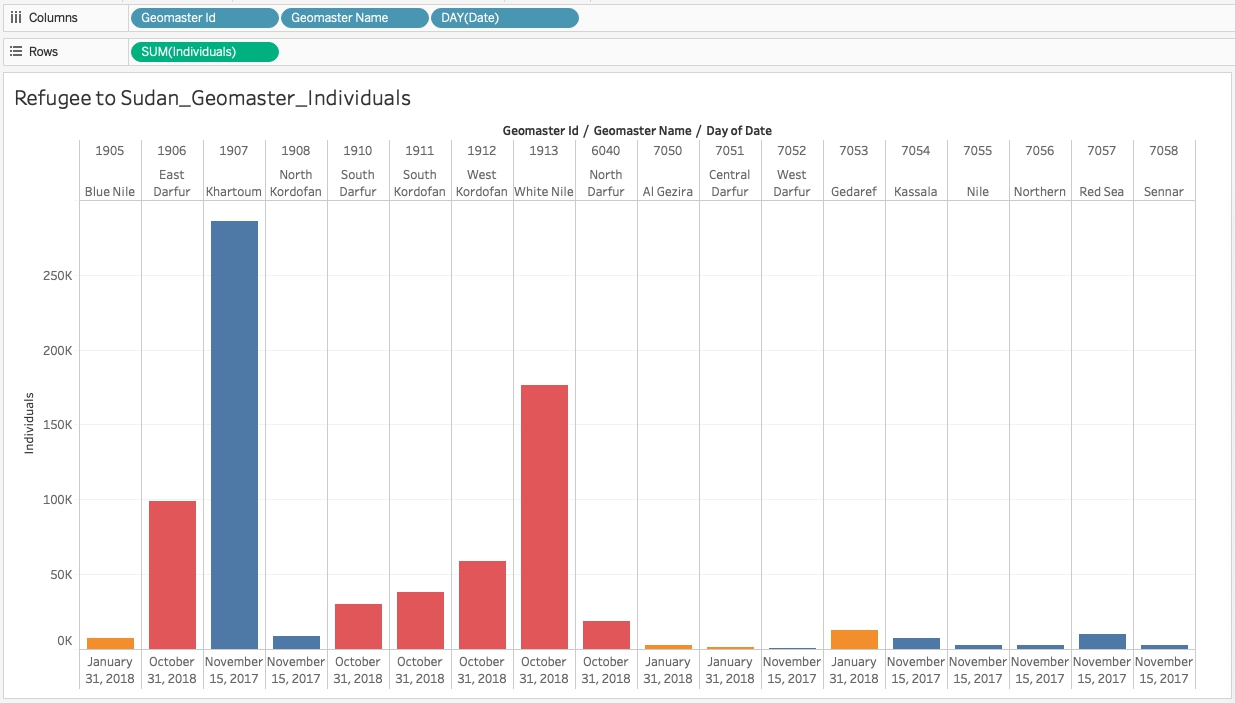 Columns Geomaster Id Geomaster Name DAY(Date)
Rows SUM(Individuals)
Refugee to Sudan_Geomaster_Individuals
Geomaster Id / Geomaster Name / Day of Date
1905 1906 1907 1908 1910 1911 1912 1913 6040 7050 7051 7052 7053 7054 7055 7056 7057 7058
East North South South West North Central West
Blue Nile Darfur Khartoum Kordofan Darfur Kordofan Kordofan White Nile Darfur Al Gezira Darfur Darfur Gedaref Kassala Nile Northern Red Sea Sennar
250K
200K
150K
100K
50K
0K
Individuals
January October November November October October October October October January January November January November November November November November
31, 2018 31, 2018 15, 2017 15, 2017 31, 2018 31, 2018 31, 2018 31, 2018 31, 2018 31, 2018 31, 2018 15, 2017 31, 2018 15, 2017 15, 2017 15, 2017 15, 2017 15, 2017